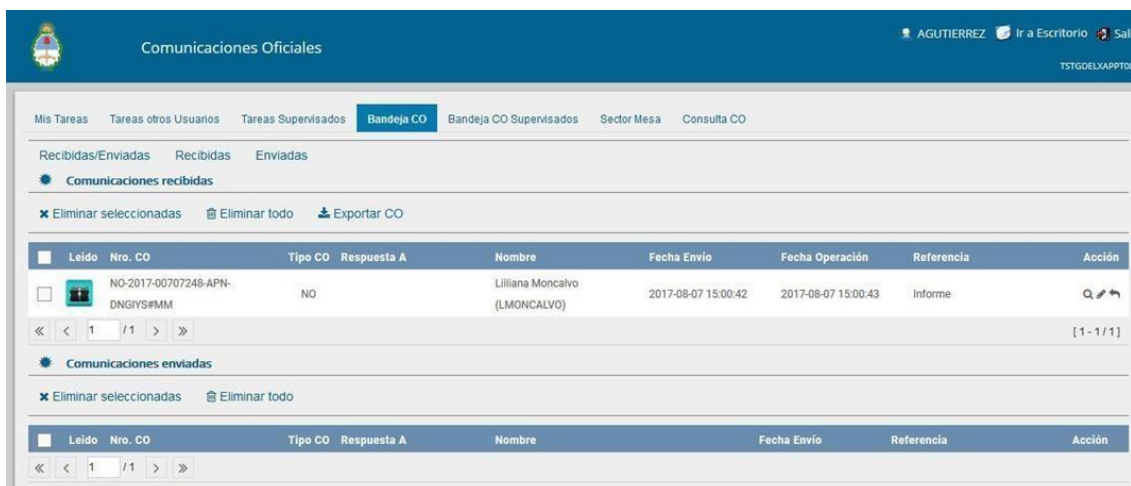 AGUTIERREZ Ir a Escritorio Sal
Comunicaciones Oficiales
Mis Tareas Tareas otros Usuarios Tareas Supervisados Bandeja CO Bandeja CO Supervisados Sector Mesa Consulta CO
Recibidas/Enviadas Recibidas Enviadas
Comunicaciones recibidas
Eliminar seleccionadas Eliminar todo Exportar CO
Leido Nro. CO Tipo CO Respuesta A Nombre Fecha Envío Fecha Operación Referencia Acción
NO-2017-00707248-APN-DNGIYS#MM NO Liliana Moncalvo (LMONCALVO) 2017-08-07 15:00:42 2017-08-07 15:00:43 Informe
1 / 1 [ 1 - 1 / 1 ]
Comunicaciones enviadas
Eliminar seleccionadas Eliminar todo
Leido Nro. CO Tipo CO Respuesta A Nombre Fecha Envío Referencia Acción
1 / 1